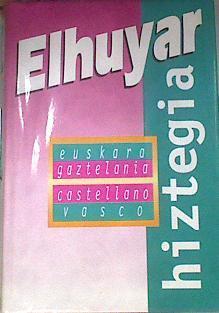 Elhuyar
hiztegia
euskara
gaztelania
castellano
vasco